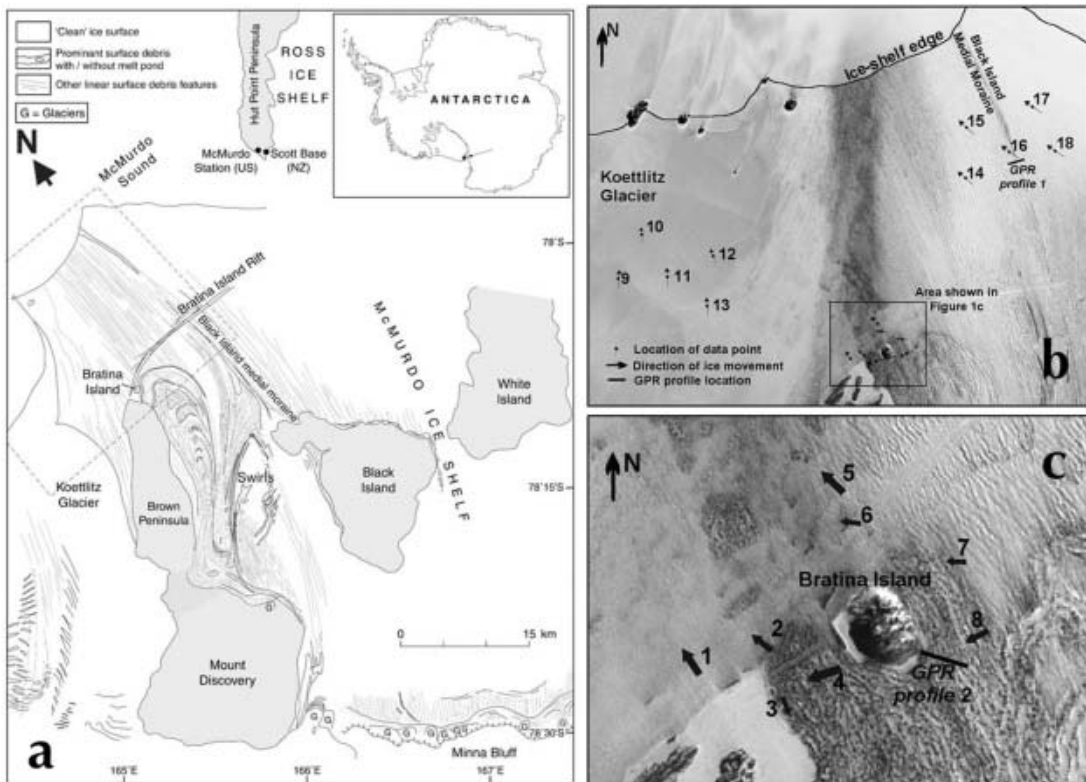 'Clean' ice surface
Prominant surface debris
with / without melt pond
Other linear surface debris features
G = Glaciers
N
McMurdo
Sound
Hut Point Peninsula
ROSS
ICE
SHELF
McMurdo
Station (US)
Scott Base
(NZ)
ANTARCTICA
78°S
Bratina Island Rift
Black Island medial moraine
Bratina
Island
McMURDO ICE SHELF
White
Island
Koettlitz
Glacier
Swirls
Black
Island
78°15'S
Brown
Peninsula
G
0 15 km
Mount
Discovery
G G G G G G G G
78°30'S
Minna Bluff
a
165°E
166°E
167°E
N
Ice-shelf edge
Black Island
Medial Moraine
17
15
16
18
GPR
profile 1
14
Koettlitz
Glacier
10
12
9
11
13
Area shown in
Figure 1c
Location of data point
Direction of ice movement
GPR profile location
b
N
c
5
6
7
Bratina Island
2
8
1
4
GPR
profile 2
3